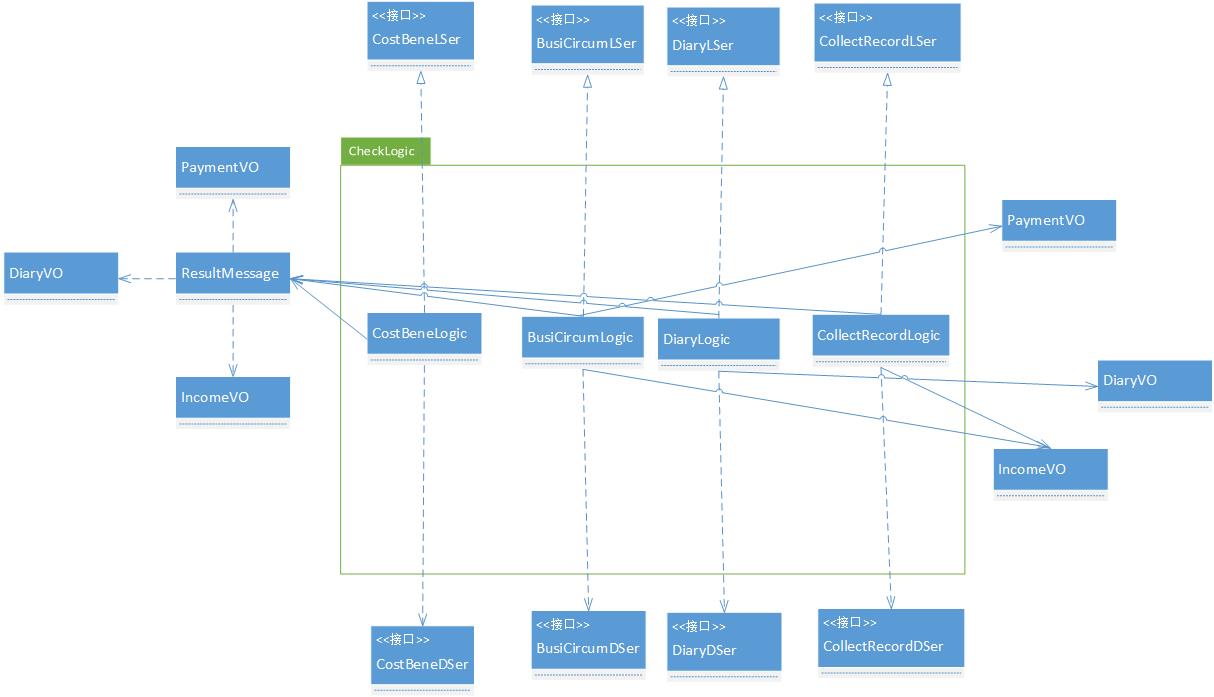 <<接口>>
CostBeneLSer
<<接口>>
BusiCircumLSer
<<接口>>
DiaryLSer
<<接口>>
CollectRecordLSer
CheckLogic
PaymentVO
PaymentVO
DiaryVO
ResultMessage
CostBeneLogic
BusiCircumLogic
DiaryLogic
CollectRecordLogic
DiaryVO
IncomeVO
IncomeVO
<<接口>>
CostBeneDSer
<<接口>>
BusiCircumDSer
<<接口>>
DiaryDSer
<<接口>>
CollectRecordDSer